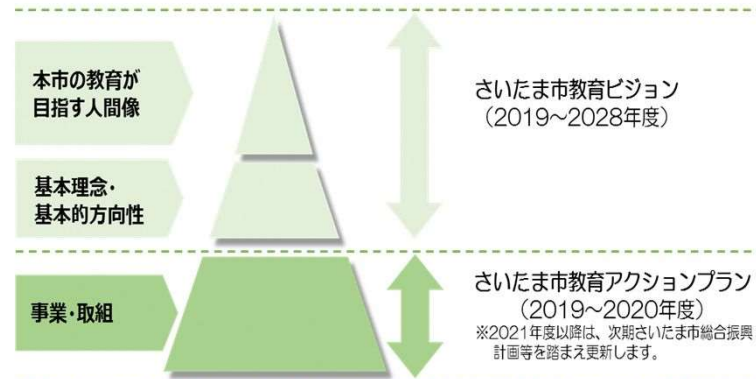 本市の教育が
目指す人間像
さいたま市教育ビジョン
（2019～2028年度）
基本理念・
基本的方向性
事業・取組
さいたま市教育アクションプラン
（2019～2020年度）
※2021年度以降は、次期さいたま市総合振興
計画等を踏まえ更新します。